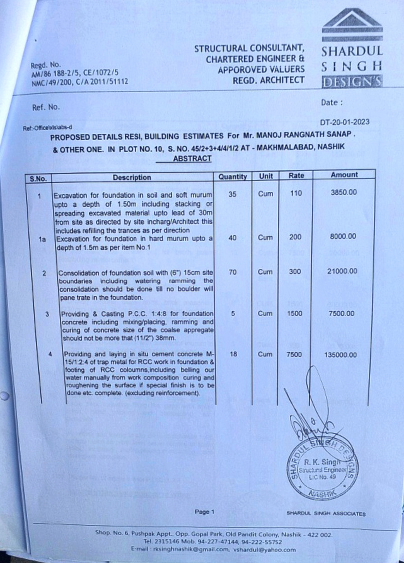 STRUCTURAL CONSULTANT,
CHARTERED ENGINEER &
APPOROVED VALUERS
REGD. ARCHITECT
SHARDUL
SINGH
DESIGN'S
Regd. No.
AM/86 188-2/5, CE/1072/5
NMC/49/200, C/A 2011/51112
Ref. No.
Date :
Ref:-Office/vis/abs-d
DT-20-01-2023
PROPOSED DETAILS RESI, BUILDING ESTIMATES For Mr. MANOJ RANGNATH SANAP .
& OTHER ONE. IN PLOT NO. 10, S. NO. 45/2+3+4/4/1/2 AT - MAKHMALABAD, NASHIK
ABSTRACT
S.No. Description Quantity Unit Rate Amount
1 Excavation for foundation in soil and soft murum 35 Cum 110 3850.00
upto a depth of 1.50m including stacking or
spreading excavated material upto lead of 30m
from site as directed by site incharg/Architect this
includes refilling the trances as per direction
1a Excavation for foundation in hard murum upto a 40 Cum 200 8000.00
depth of 1.5m as per item No.1
2 Consolidation of foundation soil with (6") 15cm site 70 Cum 300 21000.00
boundaries including watering ramming the
consolidation should be done till no boulder will
pane trate in the foundation.
3 Providing & Casting P.C.C. 1:4:8 for foundation 5 Cum 1500 7500.00
concrete including mixing/placing, ramming and
curing of concrete size of the coalse appregate
should not be more that (11/2") 38mm.
4 Providing and laying in situ cement concrete M- 18 Cum 7500 135000.00
15/1:2:4 of trap metal for RCC work in foundation &
footing of RCC coloumns,including belling our
water manually from work composition curing and
roughening the surface if special finish is to be
done etc. complete. (excluding reinforcement).
SHARDUL SINGH DESIGNS
R. K. Singh
Structural Engineer
LIC No. 49
NASHIK
Page 1
SHARDUL SINGH ASSOCIATES
Shop. No. 6, Pushpak Appt. Opp. Gopal Park, Old Pandit Colony, Nashik - 422 002
Tel. 2315146 Mob. 94-227-47144, 94-222-55752
E-mail : rksinghnashik@gmail.com, vshardul@yahoo.com